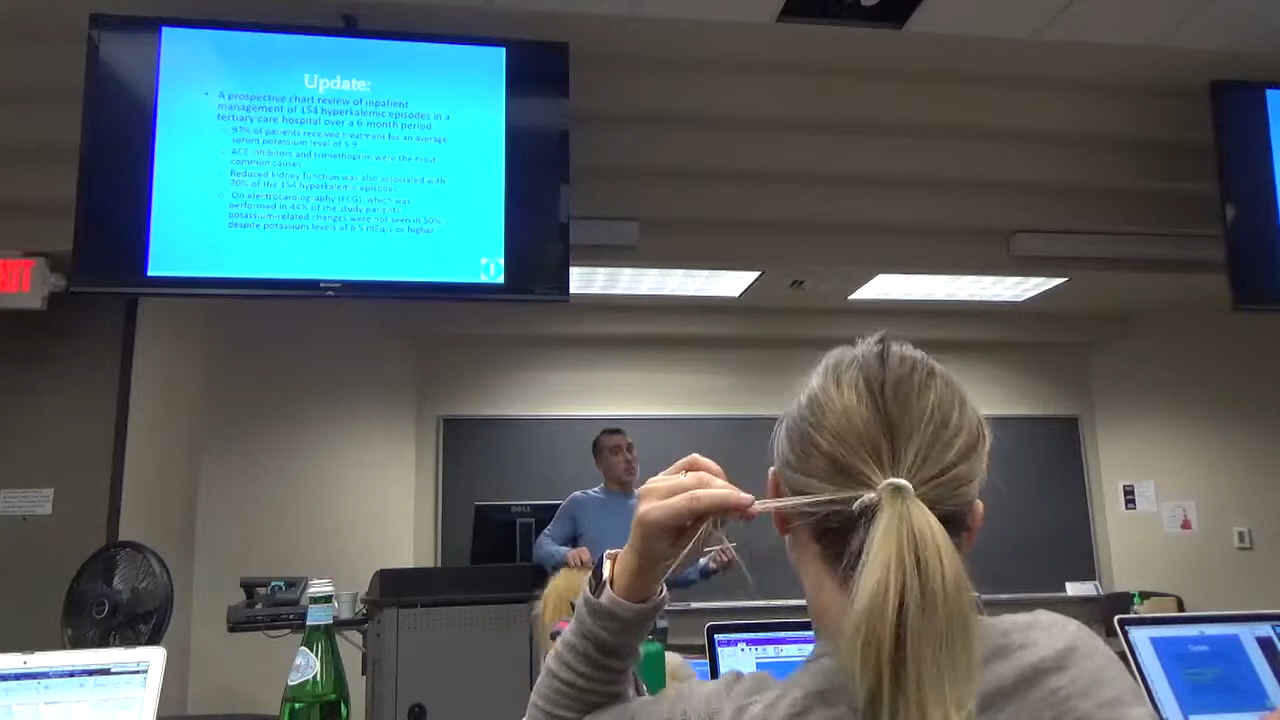 Update:
• A prospective chart review of inpatient
management of 154 hyperkalemic episodes in a
tertiary care hospital over a 6-month period
○ 97% of patients received treatment for an average
serum potassium level of 5.9
○ ACE inhibitors and trimethoprim were the most
common causes
○ Reduced kidney function was also associated with
70% of the 154 hyperkalemic episodes
○ On electrocardiography (ECG), which was
performed in 44% of the study patients,
potassium-related changes were not seen in 50%
despite potassium levels of 6.5 mEq/L or higher
DELL
Update